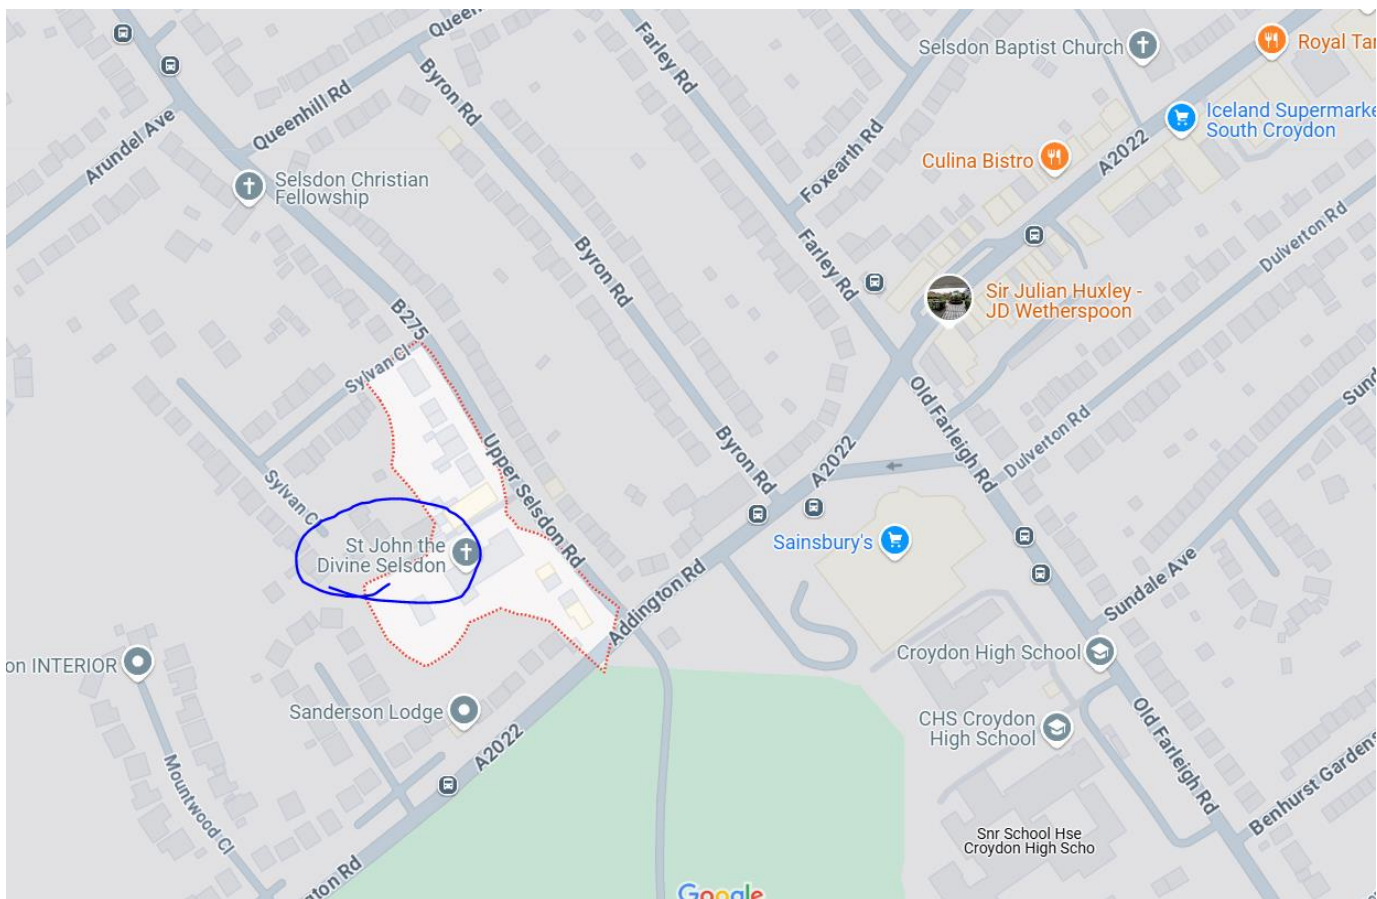 Queen
Queenhill Rd
Arundel Ave
Byron Rd
Farley Rd
Selsdon Baptist Church
Royal Tar
Iceland Supermarke
South Croydon
A2022
Culina Bistro
Foxearth Rd
Selsdon Christian
Fellowship
Byron Rd
Farley Rd
Dulverton Rd
Sir Julian Huxley -
JD Wetherspoon
B275
Sylvan Cl
Old Farleigh Rd
Sund
Upper Selsdon Rd
Byron Rd
A2022
Dulverton Rd
Sylvan C
St John the
Divine Selsdon
Sainsbury's
Addington Rd
Sundale Ave
on INTERIOR
Croydon High School
Sanderson Lodge
CHS Croydon
High School
Old Farleigh Rd
A2022
Mountwood Cl
Benhurst Gardens
Snr School Hse
Croydon High Scho
ngton Rd
Google